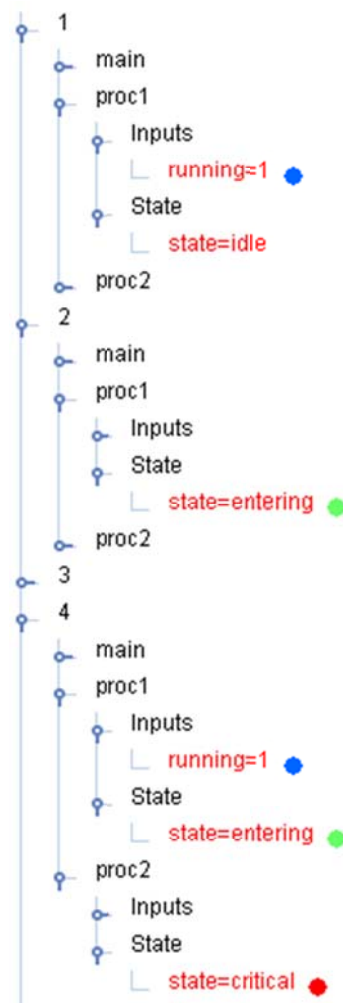 1
main
proc1
Inputs
running=1
State
state=idle
proc2
2
main
proc1
Inputs
State
state=entering
proc2
3
4
main
proc1
Inputs
running=1
State
state=entering
proc2
Inputs
State
state=critical